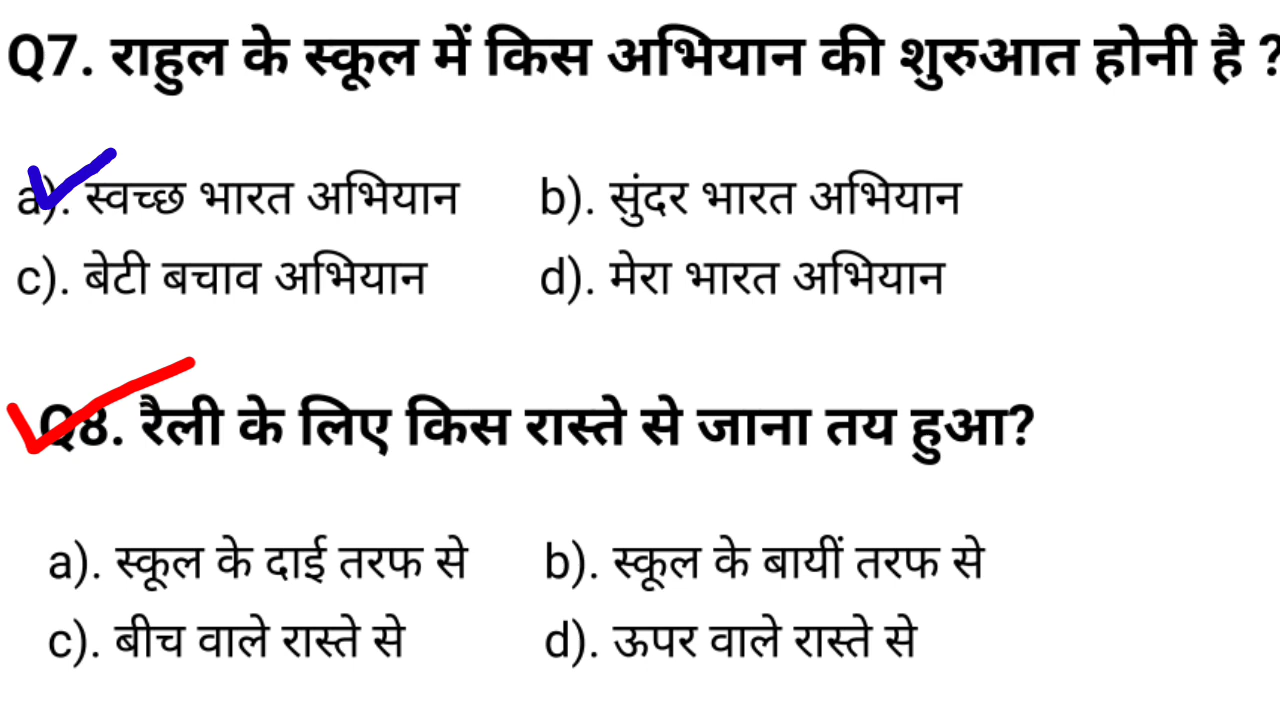 Q7. राहुल के स्कूल में किस अभियान की शुरुआत होनी है ?
a). स्वच्छ भारत अभियान b). सुंदर भारत अभियान
c). बेटी बचाव अभियान d). मेरा भारत अभियान
Q8. रैली के लिए किस रास्ते से जाना तय हुआ?
a). स्कूल के दाई तरफ से b). स्कूल के बायीं तरफ से
c). बीच वाले रास्ते से d). ऊपर वाले रास्ते से